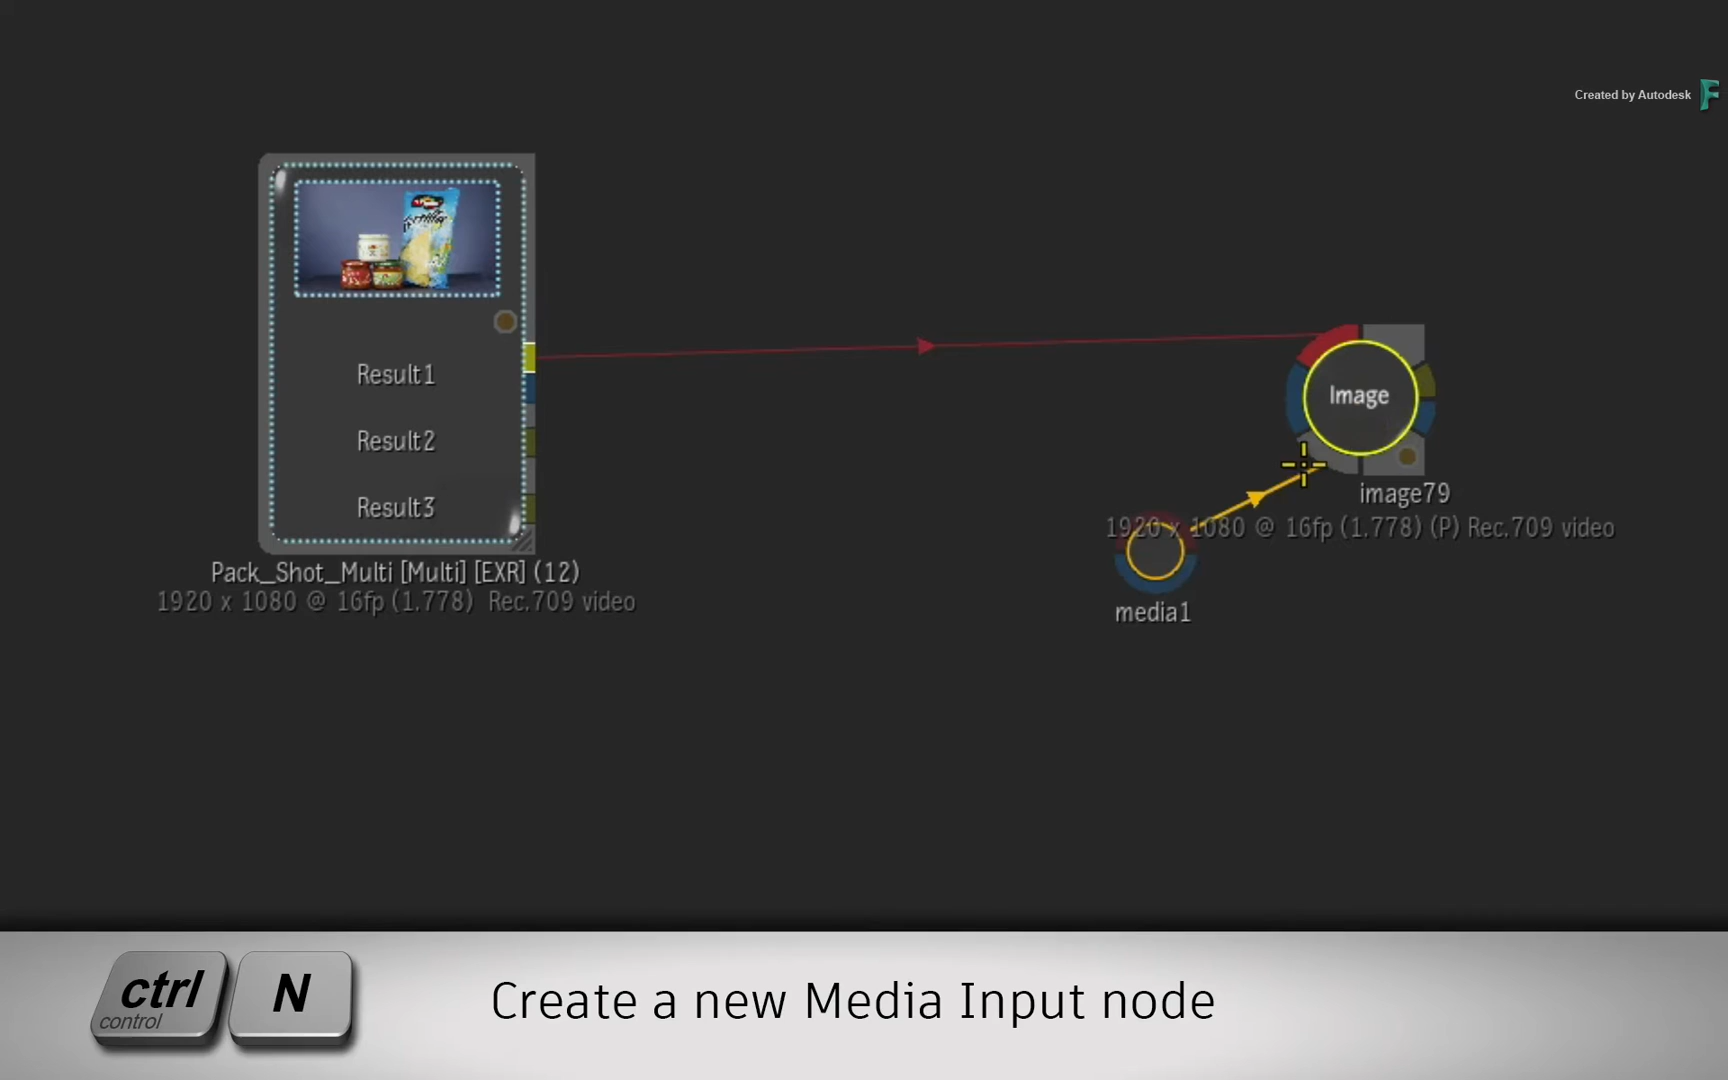 Created by Autodesk
Result1
Result2
Result3
Pack_Shot_Multi [Multi] [EXR] (12)
1920 x 1080 @ 16fp (1.778) Rec.709 video
Image
image79
1920 x 1080 @ 16fp (1.778) (P) Rec.709 video
media1
ctrl
control
N
Create a new Media Input node